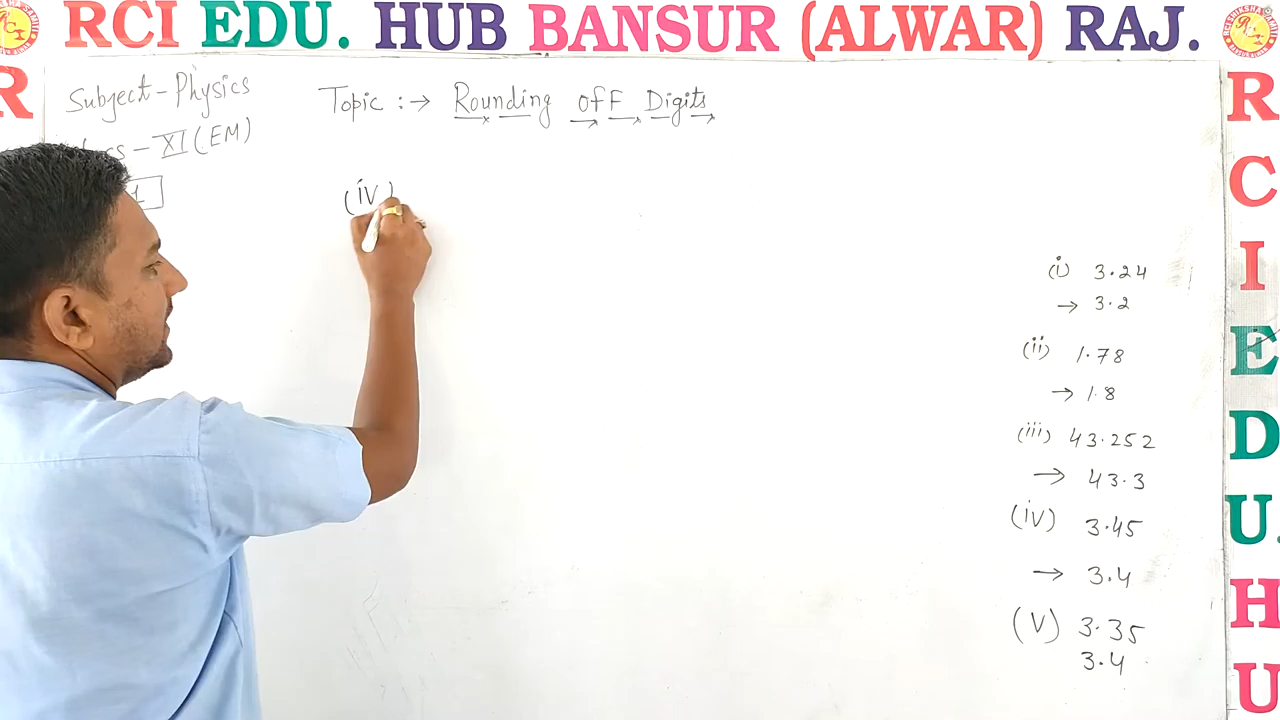 RCI EDU. HUB BANSUR (ALWAR) RAJ.
R
Subject - Physics
- XI (EM)
1
Topic :→ Rounding off Digits
(iv)
(i) 3.24
→ 3.2
(ii) 1.78
→ 1.8
(iii) 43.252
→ 43.3
(iv) 3.45
→ 3.4
(V) 3.35
3.4
R
C
I
E
D
U.
H
U